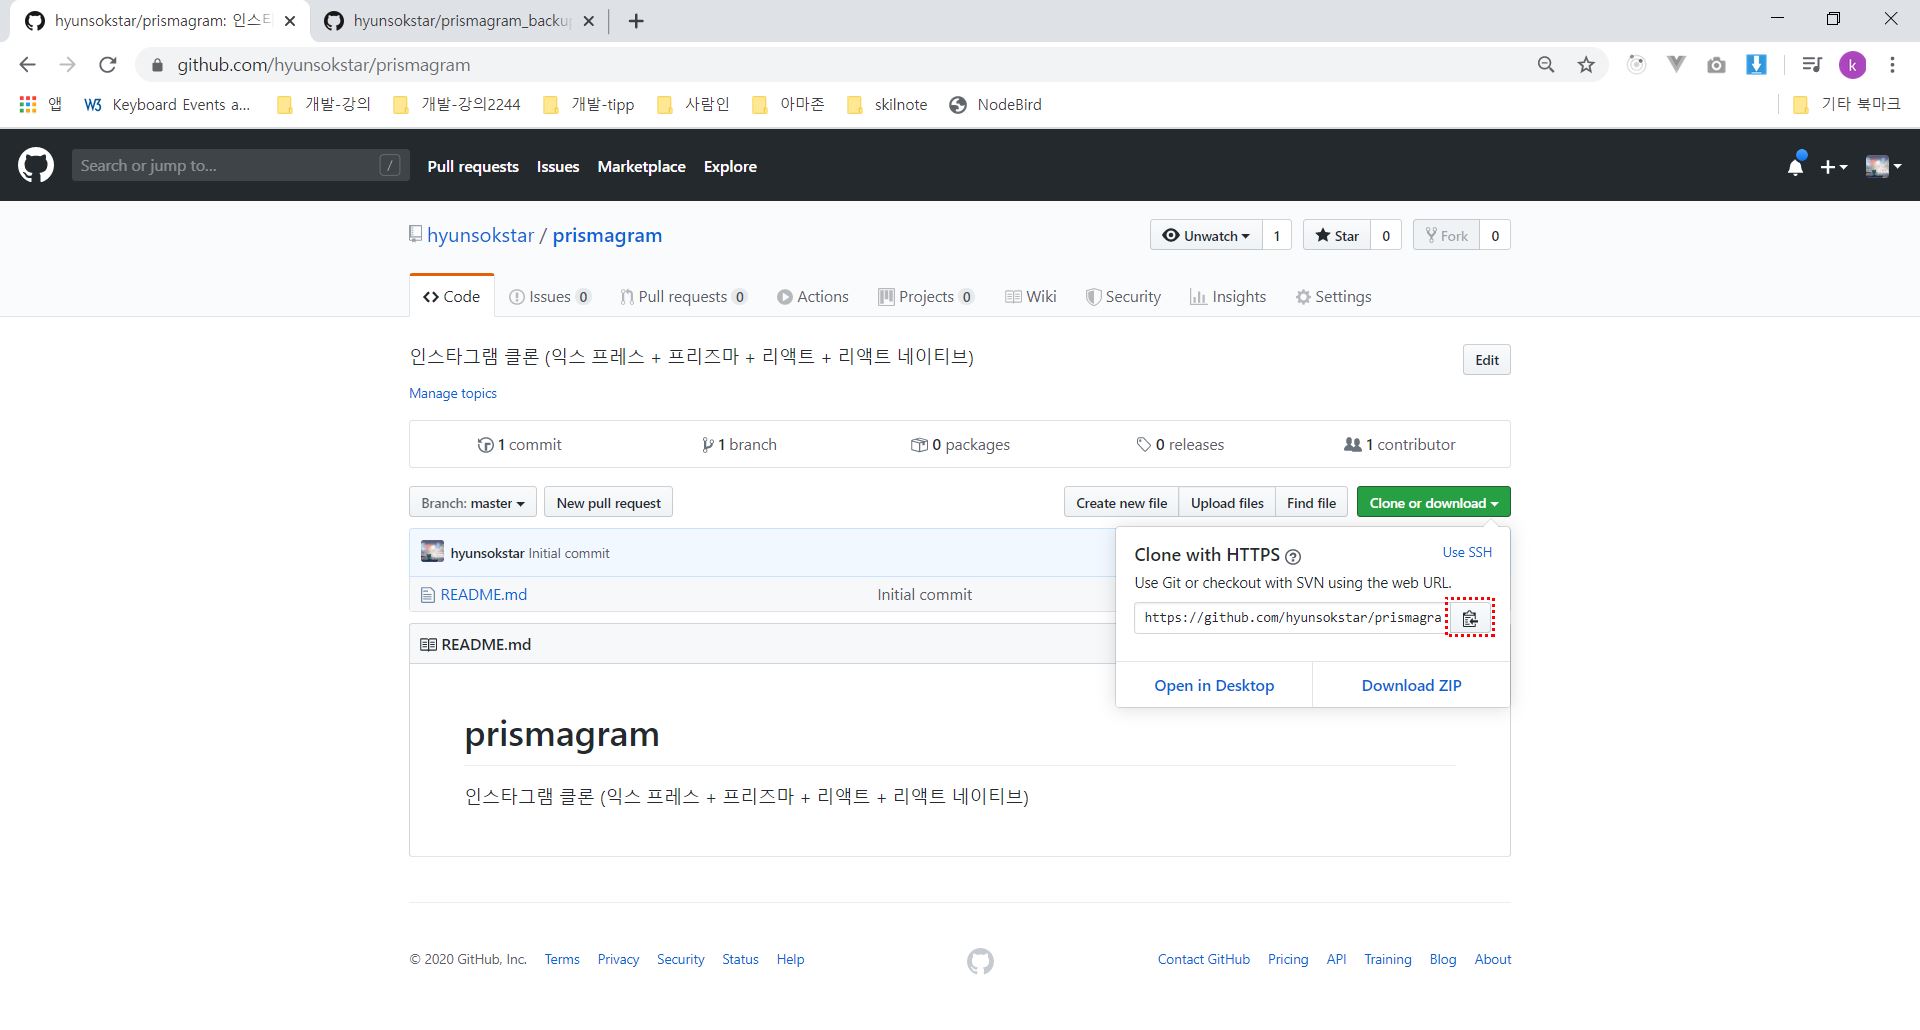 hyunsokstar/prismagram: 인스타
hyunsokstar/prismagram_backup
github.com/hyunsokstar/prismagram
k
앱
W3 Keyboard Events a...
개발-강의
개발-강의2244
개발-tipp
사람인
아마존
skilnote
NodeBird
기타 북마크
Search or jump to...
/
Pull requests
Issues
Marketplace
Explore
hyunsokstar / prismagram
Unwatch 1
Star 0
Fork 0
Code
Issues 0
Pull requests 0
Actions
Projects 0
Wiki
Security
Insights
Settings
인스타그램 클론 (익스 프레스 + 프리즈마 + 리액트 + 리액트 네이티브)
Edit
Manage topics
1 commit
1 branch
0 packages
0 releases
1 contributor
Branch: master
New pull request
Create new file
Upload files
Find file
Clone or download
hyunsokstar Initial commit
README.md
Initial commit
Clone with HTTPS
Use SSH
Use Git or checkout with SVN using the web URL.
https://github.com/hyunsokstar/prismagra
Open in Desktop
Download ZIP
README.md
prismagram
인스타그램 클론 (익스 프레스 + 프리즈마 + 리액트 + 리액트 네이티브)
© 2020 GitHub, Inc.
Terms
Privacy
Security
Status
Help
Contact GitHub
Pricing
API
Training
Blog
About